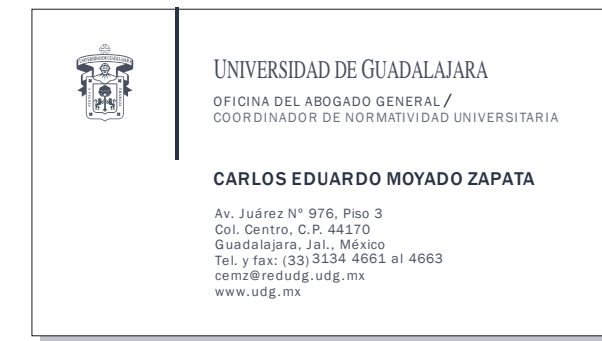 UNIVERSIDAD DE GUADALAJARA
OFICINA DEL ABOGADO GENERAL /
COORDINADOR DE NORMATIVIDAD UNIVERSITARIA
CARLOS EDUARDO MOYADO ZAPATA
Av. Juárez Nº 976, Piso 3
Col. Centro, C.P. 44170
Guadalajara, Jal., México
Tel. y fax: (33) 3134 4661 al 4663
cemz@redudg.udg.mx
www.udg.mx